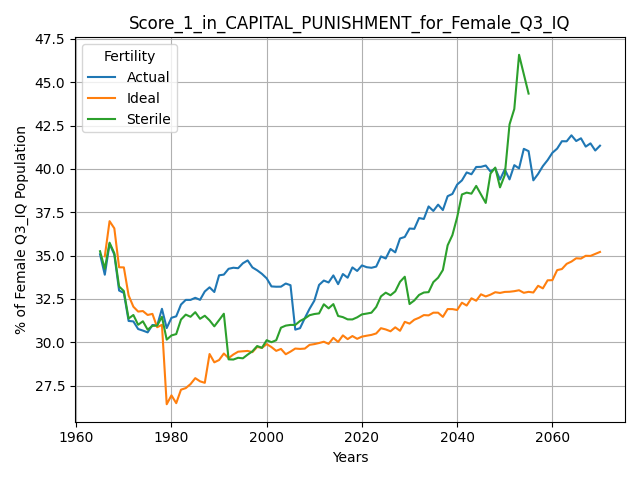 Score_1_in_CAPITAL_PUNISHMENT_for_Female_Q3_IQ
47.5
45.0
42.5
40.0
37.5
35.0
32.5
30.0
27.5
% of Female Q3_IQ Population
Fertility
Actual
Ideal
Sterile
1960 1980 2000 2020 2040 2060
Years